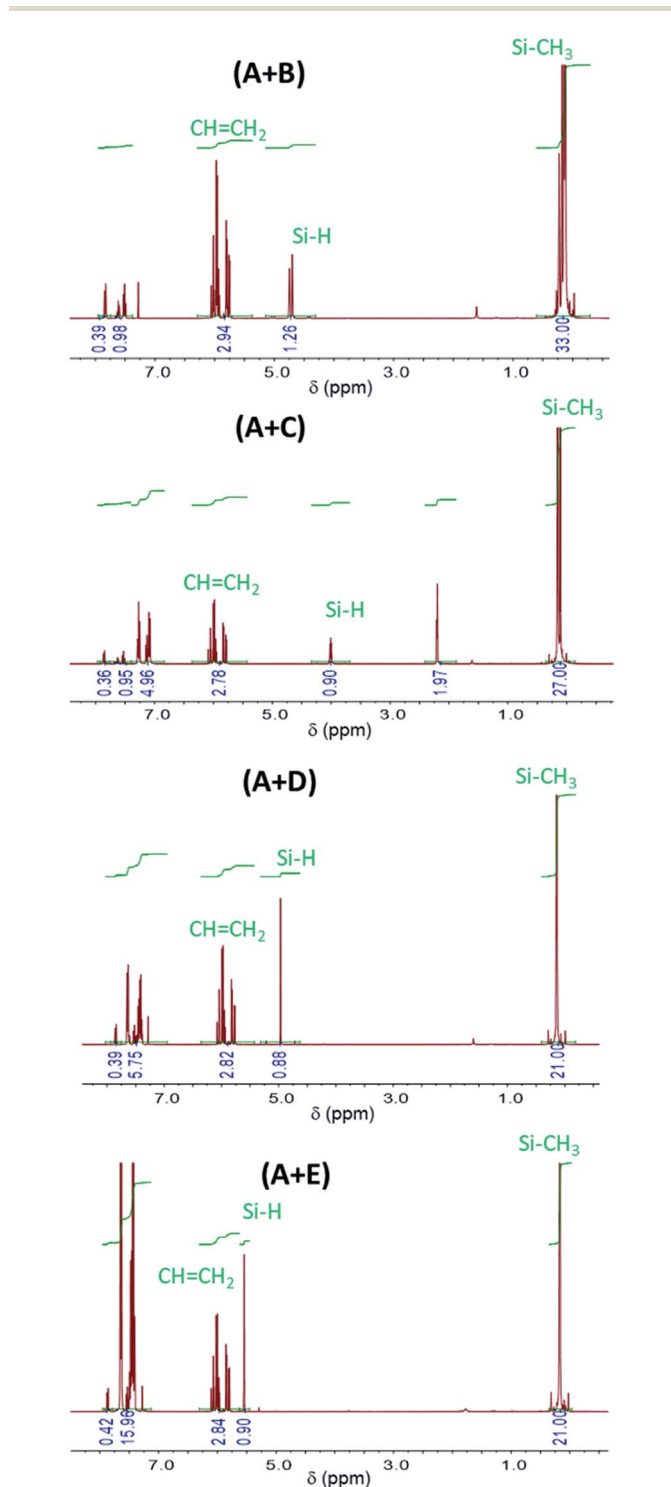 Si-CH3
(A+B)
CH=CH2
Si-H
0.39 0.98 2.94 1.26 33.00
7.0 5.0 3.0 1.0
δ (ppm)
(A+C)
Si-CH3
CH=CH2
Si-H
0.36 0.95 4.96 2.78 0.90 1.97 27.00
7.0 5.0 3.0 1.0
δ (ppm)
(A+D)
Si-CH3
Si-H
CH=CH2
0.39 5.75 2.82 0.88 21.00
7.0 5.0 3.0 1.0
δ (ppm)
Si-CH3
(A+E)
Si-H
CH=CH2
0.42 15.96 2.84 0.90 21.00
7.0 5.0 3.0 1.0
δ (ppm)